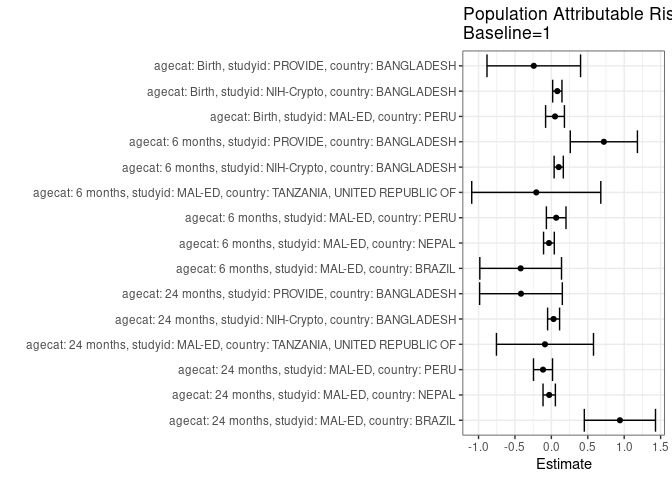 Population Attributable
Baseline=1
agecat: Birth, studyid: PROVIDE, country: BANGLADESH
agecat: Birth, studyid: NIH-Crypto, country: BANGLADESH
agecat: Birth, studyid: MAL-ED, country: PERU
agecat: 6 months, studyid: PROVIDE, country: BANGLADESH
agecat: 6 months, studyid: NIH-Crypto, country: BANGLADESH
agecat: 6 months, studyid: MAL-ED, country: TANZANIA, UNITED REPUBLIC OF
agecat: 6 months, studyid: MAL-ED, country: PERU
agecat: 6 months, studyid: MAL-ED, country: NEPAL
agecat: 6 months, studyid: MAL-ED, country: BRAZIL
agecat: 24 months, studyid: PROVIDE, country: BANGLADESH
agecat: 24 months, studyid: NIH-Crypto, country: BANGLADESH
agecat: 24 months, studyid: MAL-ED, country: TANZANIA, UNITED REPUBLIC OF
agecat: 24 months, studyid: MAL-ED, country: PERU
agecat: 24 months, studyid: MAL-ED, country: NEPAL
agecat: 24 months, studyid: MAL-ED, country: BRAZIL
-1.0 -0.5 0.0 0.5 1.0 1.5
Estimate